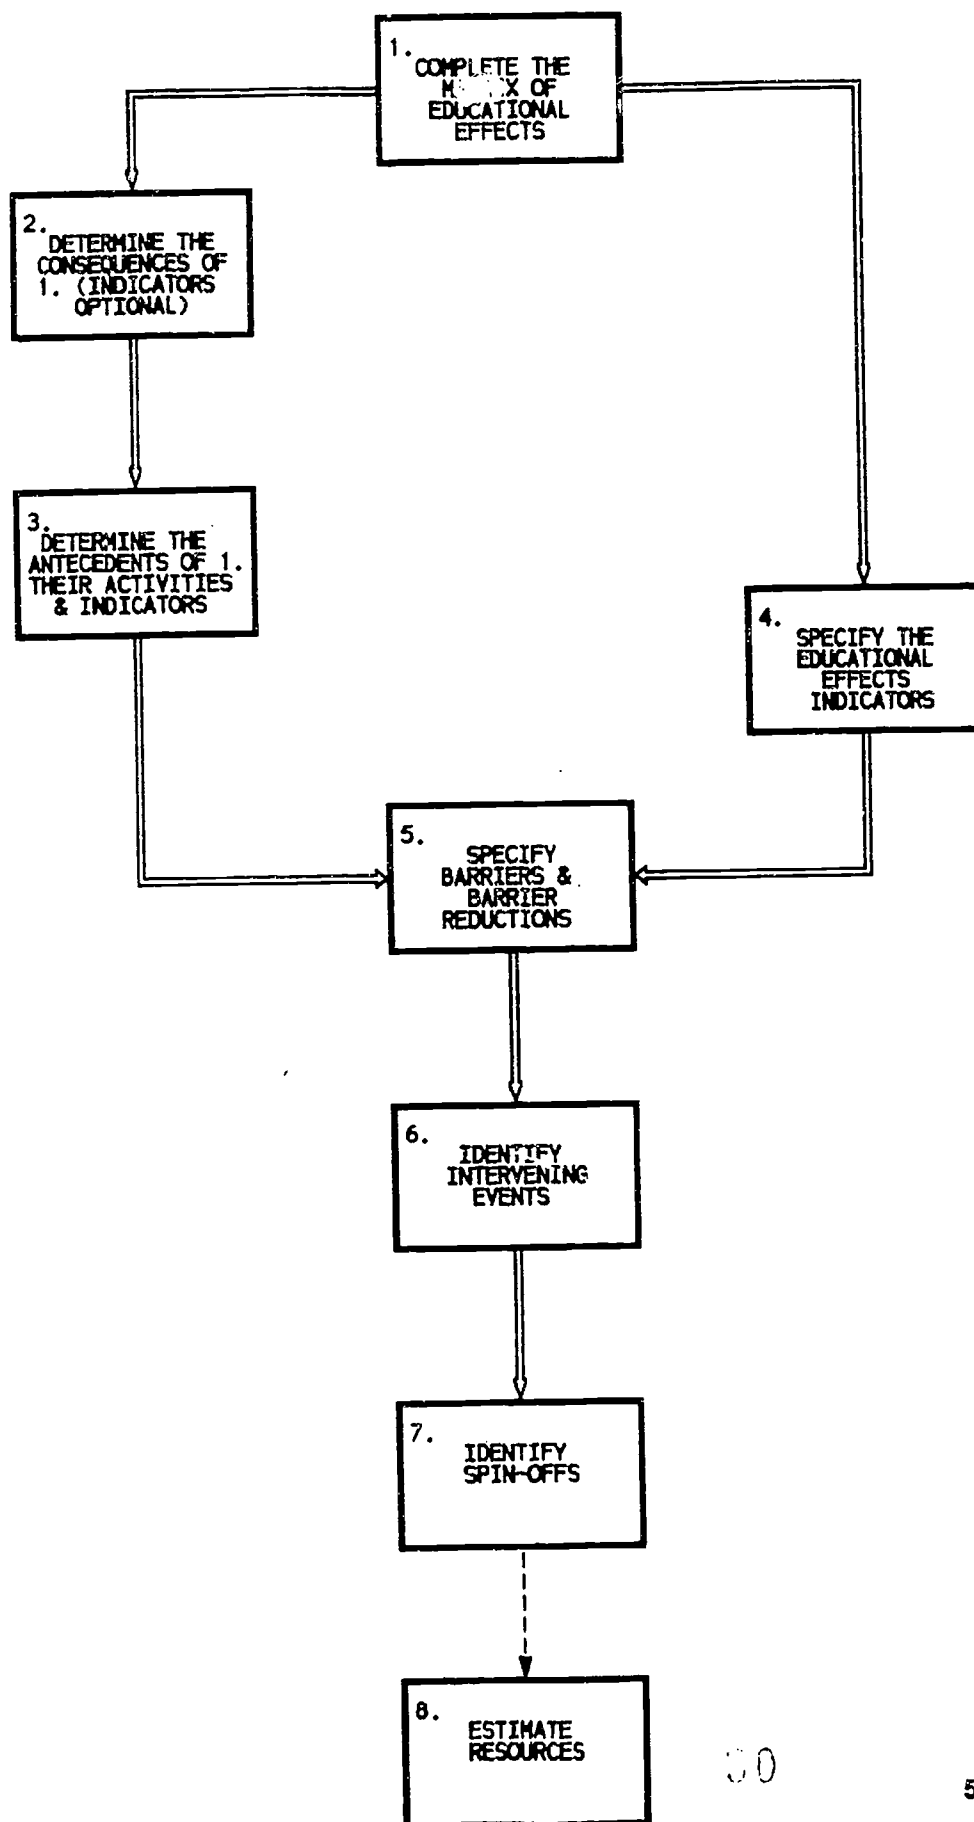 1.
COMPLETE THE
OF
EDUCATIONAL
EFFECTS
2.
DETERMINE THE
CONSEQUENCES OF
1. (INDICATORS
OPTIONAL)
3.
DETERMINE THE
ANTECEDENTS OF 1.
THEIR ACTIVITIES
& INDICATORS
4.
SPECIFY THE
EDUCATIONAL
EFFECTS
INDICATORS
5.
SPECIFY
BARRIERS &
BARRIER
REDUCTIONS
6.
IDENTIFY
INTERVENING
EVENTS
7.
IDENTIFY
SPIN-OFFS
8.
ESTIMATE
RESOURCES
5